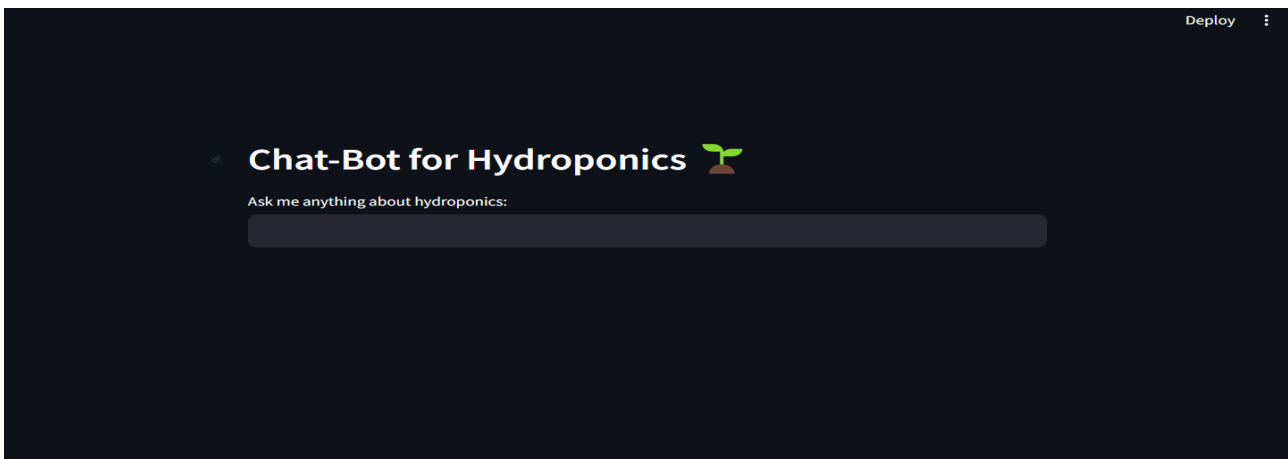 Deploy
Chat-Bot for Hydroponics 🌱
Ask me anything about hydroponics: